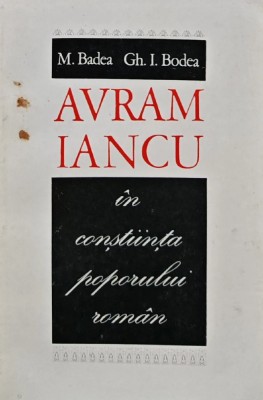 M. Badea Gh. I. Bodea
AVRAM
IANCU
în
conștiința
poporului
român